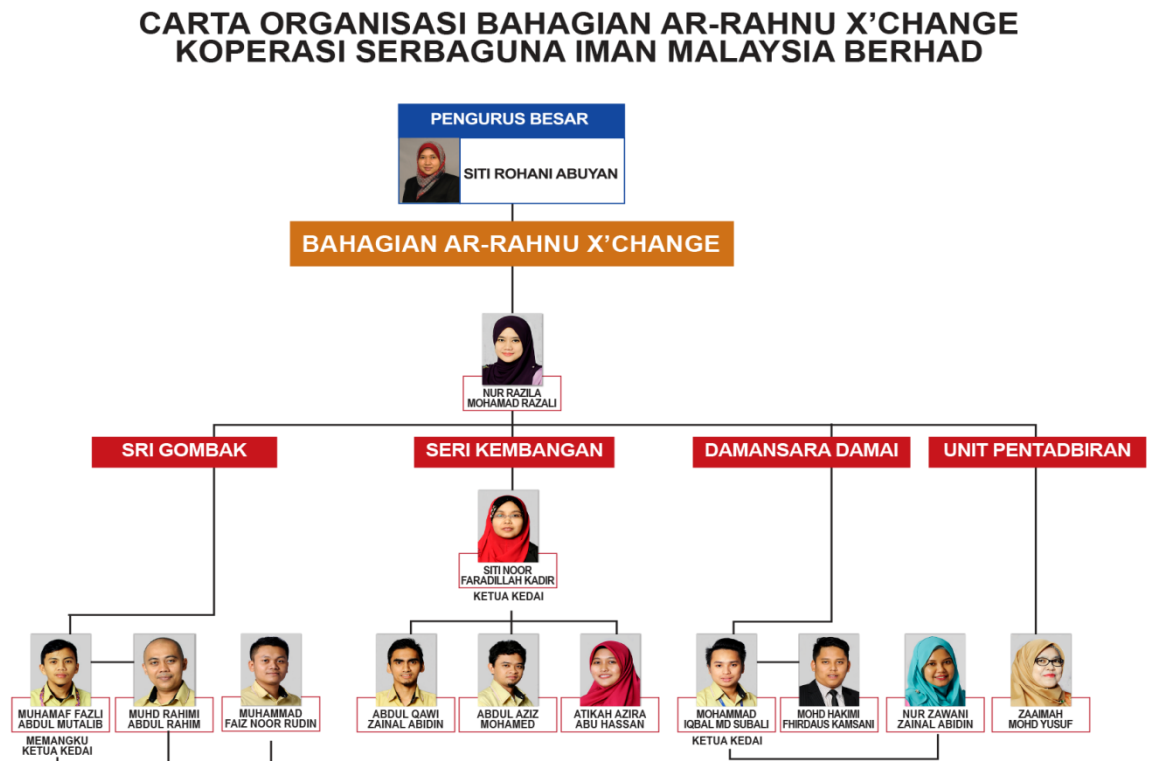 CARTA ORGANISASI BAHAGIAN AR-RAHNU X’CHANGE
KOPERASI SERBAGUNA IMAN MALAYSIA BERHAD
PENGURUS BESAR
SITI ROHANI ABUYAN
BAHAGIAN AR-RAHNU X’CHANGE
NUR RAZILA
MOHAMAD RAZALI
SRI GOMBAK
SERI KEMBANGAN
DAMANSARA DAMAI
UNIT PENTADBIRAN
SITI NOOR
FARADILLAH KADIR
KETUA KEDAI
MUHAMAF FAZLI
ABDUL MUTALIB
MEMANGKU
KETUA KEDAI
MUHD RAHIMI
ABDUL RAHIM
MUHAMMAD
FAIZ NOOR RUDIN
ABDUL QAWI
ZAINAL ABIDIN
ABDUL AZIZ
MOHAMED
ATIKAH AZIRA
ABU HASSAN
MOHAMMAD
IQBAL MD SUBALI
KETUA KEDAI
MOHD HAKIMI
FHIRDAUS KAMSANI
NUR ZAWANI
ZAINAL ABIDIN
ZAAIMAH
MOHD YUSUF